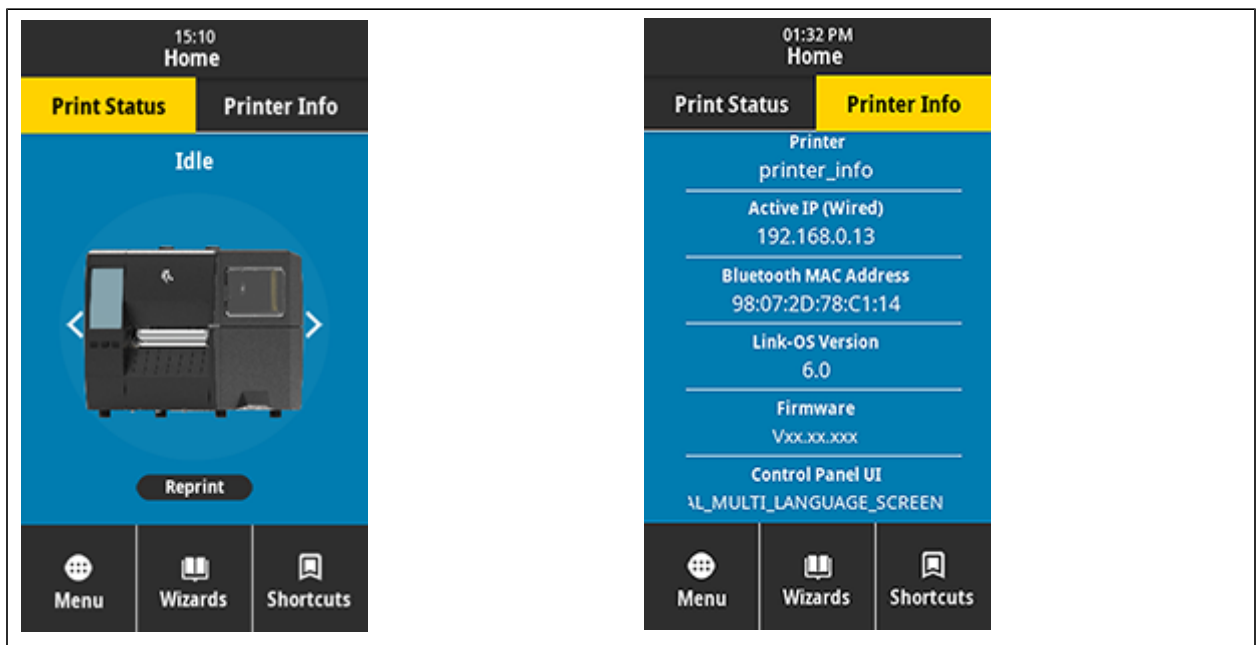 15:10
Home
Print Status
Printer Info
Idle
Reprint
Menu
Wizards
Shortcuts
01:32 PM
Home
Print Status
Printer Info
Printer
printer_info
Active IP (Wired)
192.168.0.13
Bluetooth MAC Address
98:07:2D:78:C1:14
Link-OS Version
6.0
Firmware
Vxx.xx.xxx
Control Panel UI
AL_MULTI_LANGUAGE_SCREEN
Menu
Wizards
Shortcuts